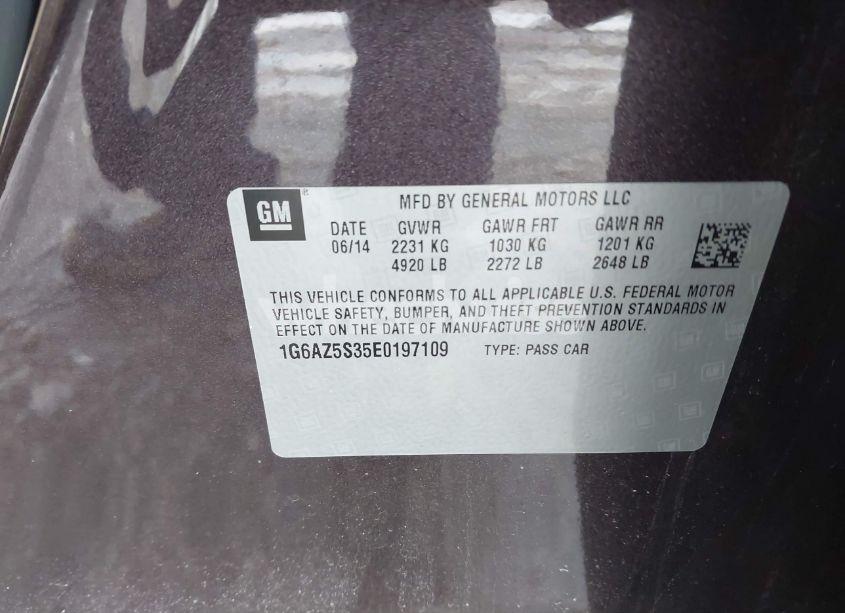 GM
MFD BY GENERAL MOTORS LLC
DATE GVWR GAWR FRT GAWR RR
06/14 2231 KG 1030 KG 1201 KG
4920 LB 2272 LB 2648 LB
THIS VEHICLE CONFORMS TO ALL APPLICABLE U.S. FEDERAL MOTOR
VEHICLE SAFETY, BUMPER, AND THEFT PREVENTION STANDARDS IN
EFFECT ON THE DATE OF MANUFACTURE SHOWN ABOVE.
1G6AZ5S35E0197109 TYPE: PASS CAR